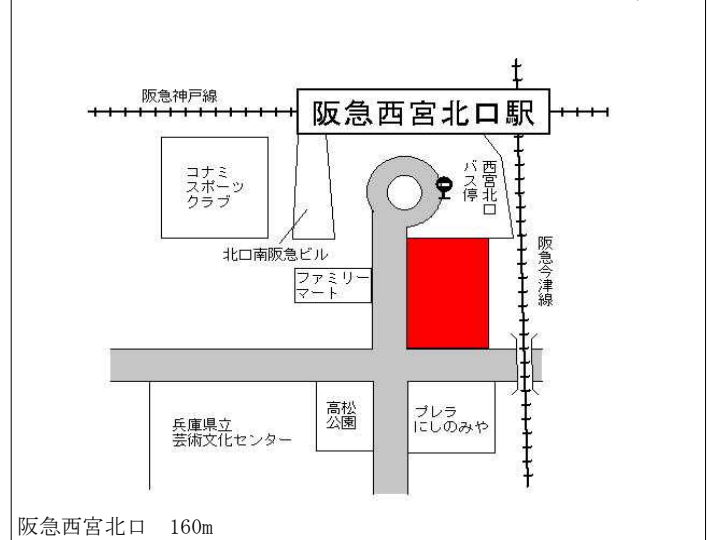 阪急神戸線
阪急西宮北口駅
コナミ
スポーツ
クラブ
西宮北口
バス停
北口南阪急ビル
阪急今津線
ファミリー
マート
高松
公園
プレラ
にしのみや
兵庫県立
芸術文化センター
阪急西宮北口 160m